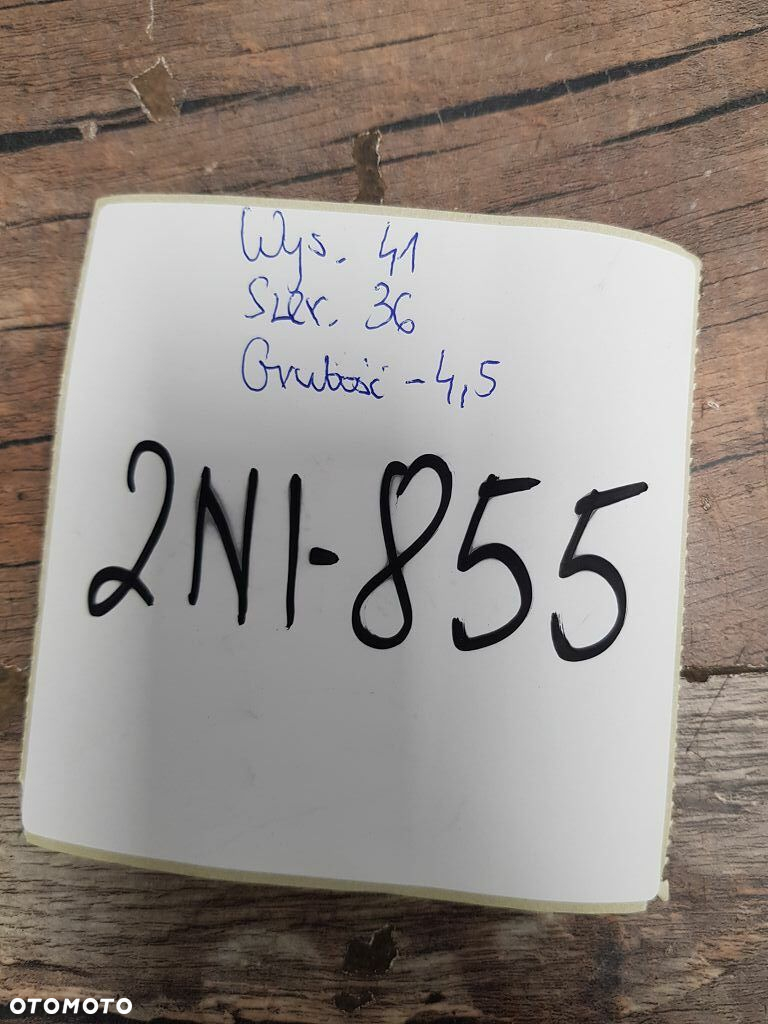 Wys. 41
Szer. 36
Grubość - 4,5
2N1-855
OTOMOTO